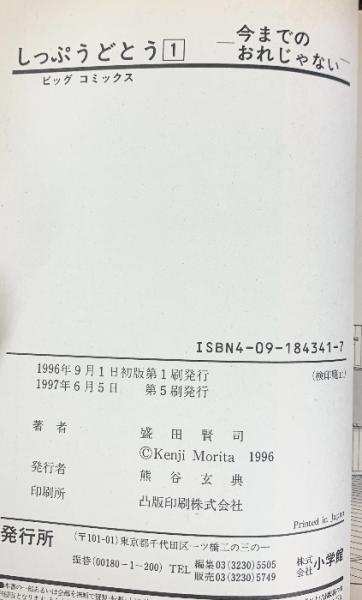 しっぷうどとう1
―今までの
おれじゃない―
ビッグ コミックス
ISBN4-09-184341-7
1996年9月1日初版第1刷発行
(検印廃止)
1997年6月5日 第5刷発行
著者 盛田賢司
©Kenji Morita 1996
発行者 熊谷玄典
印刷所 凸版印刷株式会社
Printed in Japan
発行所 (〒101-01)東京都千代田区一ツ橋二の三の一
振替(00180-1-200) TEL 編集03(3230)5505
販売03(3230)5749
株式会社 小学館